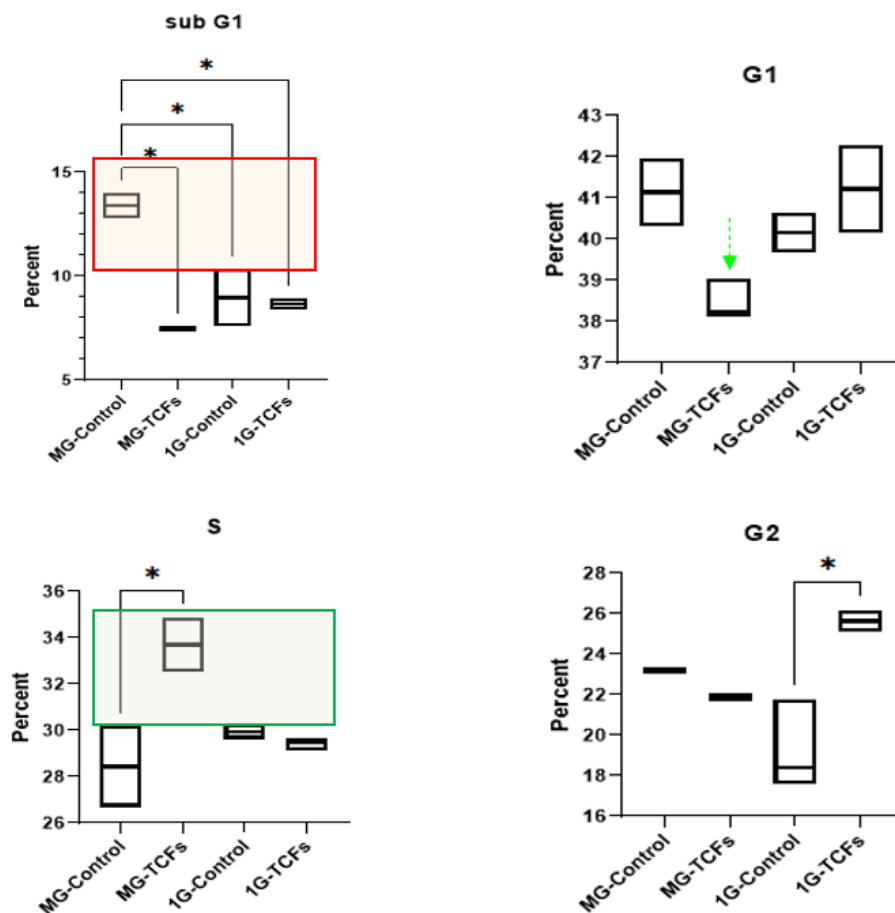 sub G1
*
*
*
15
10
5
Percent
MG-Control
MG-TCFs
1G-Control
1G-TCFs
G1
43
42
41
40
39
38
37
Percent
MG-Control
MG-TCFs
1G-Control
1G-TCFs
S
*
36
34
32
30
28
26
Percent
MG-Control
MG-TCFs
1G-Control
1G-TCFs
G2
*
28
26
24
22
20
18
16
Percent
MG-Control
MG-TCFs
1G-Control
1G-TCFs